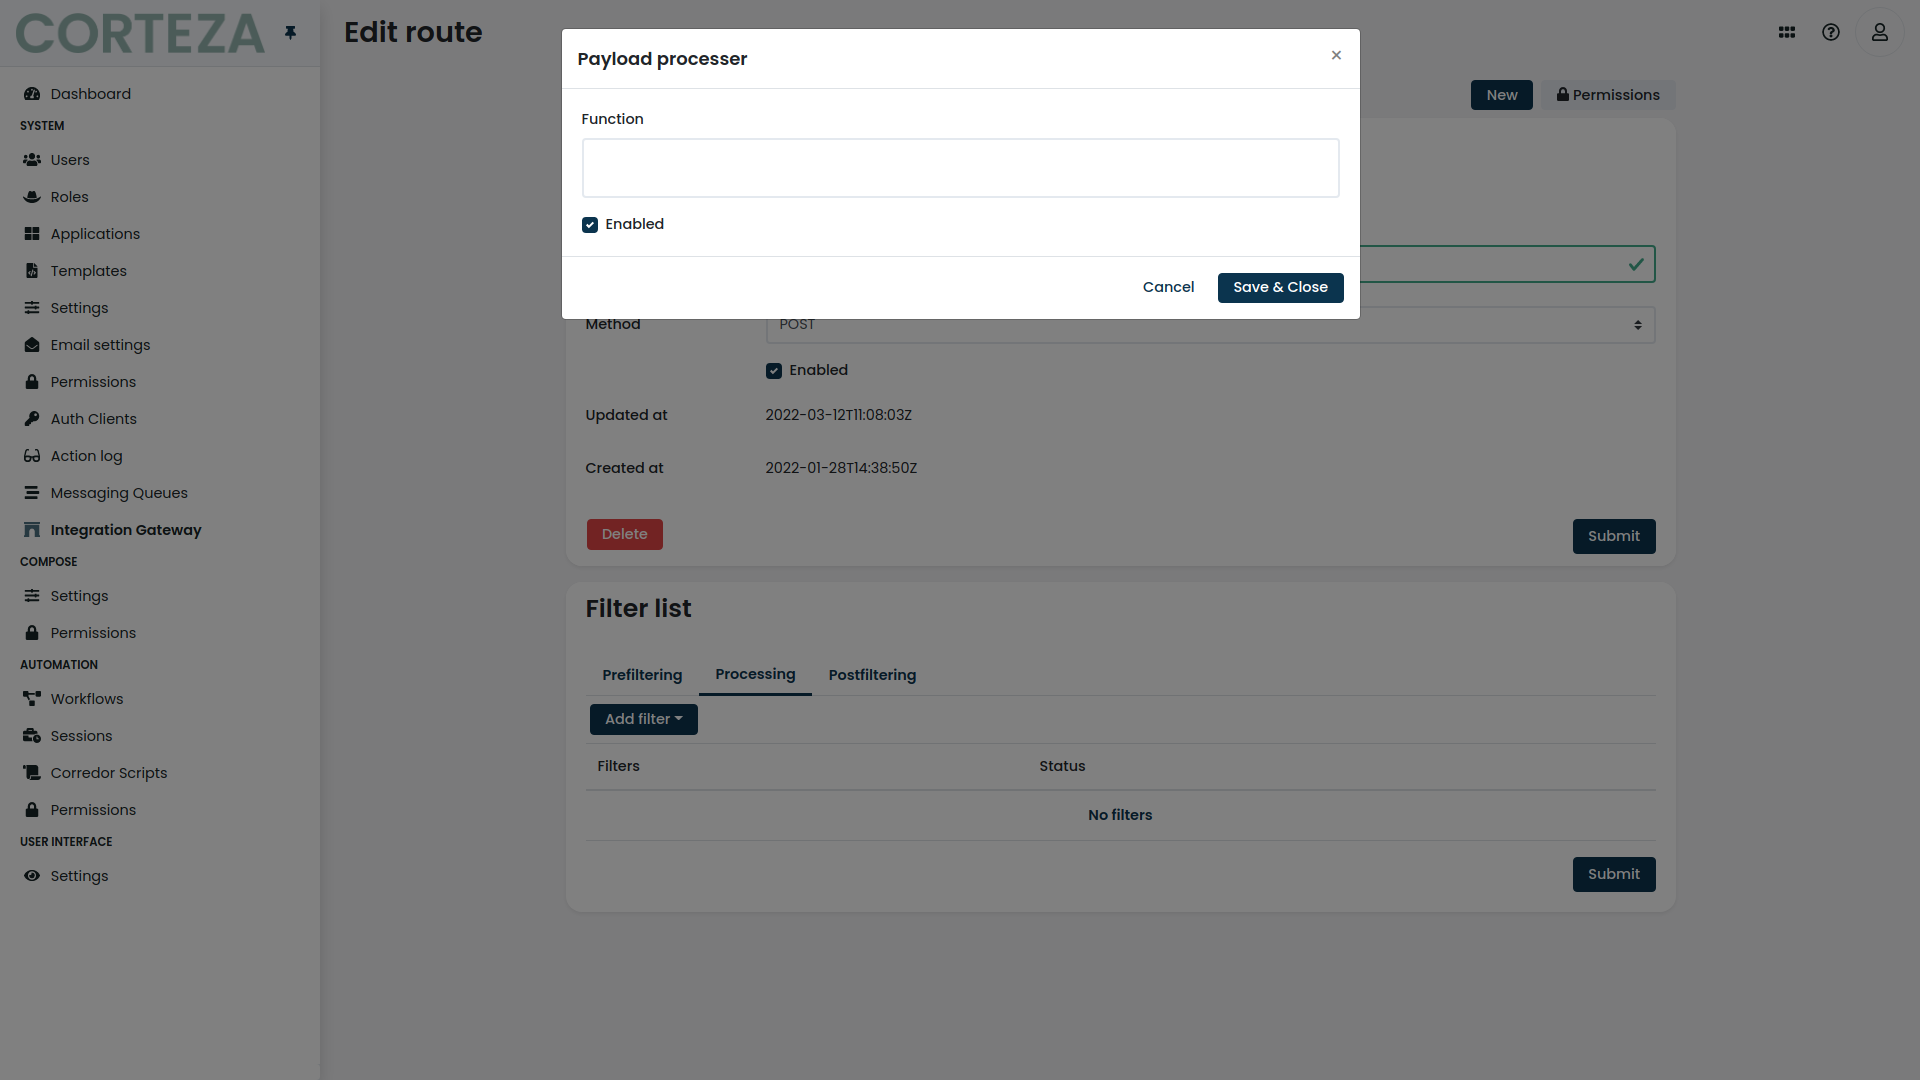 CORTEZA
Edit route
Payload processer
×
Dashboard
SYSTEM
Users
Roles
Applications
Templates
Settings
Email settings
Permissions
Auth Clients
Action log
Messaging Queues
Integration Gateway
COMPOSE
Settings
Permissions
AUTOMATION
Workflows
Sessions
Corredor Scripts
Permissions
USER INTERFACE
Settings
New
Permissions
Function
Enabled
Cancel
Save & Close
Method
POST
Enabled
Updated at
2022-03-12T11:08:03Z
Created at
2022-01-28T14:38:50Z
Delete
Submit
Filter list
Prefiltering
Processing
Postfiltering
Add filter
Filters
Status
No filters
Submit